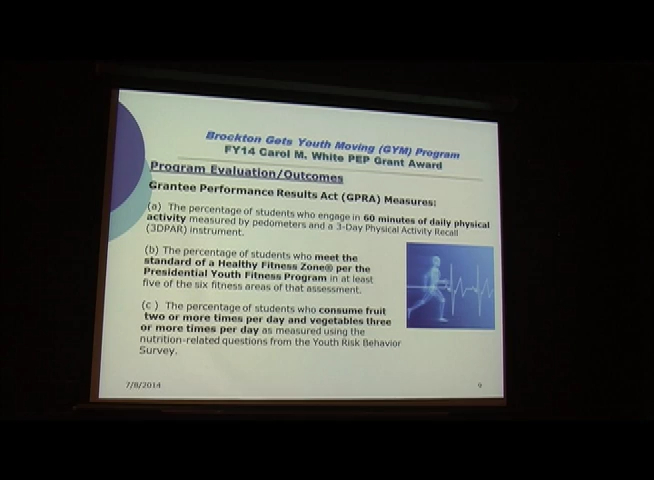 Brockton Gets Youth Moving (GYM) Program
FY14 Carol M. White PEP Grant Award
Program Evaluation/Outcomes
Grantee Performance Results Act (GPRA) Measures:
(a) The percentage of students who engage in 60 minutes of daily physical
activity measured by pedometers and a 3-Day Physical Activity Recall
(3DPAR) instrument.
(b) The percentage of students who meet the
standard of a Healthy Fitness Zone® per the
Presidential Youth Fitness Program in at least
five of the six fitness areas of that assessment.
(c ) The percentage of students who consume fruit
two or more times per day and vegetables three
or more times per day as measured using the
nutrition-related questions from the Youth Risk Behavior
Survey.
7/8/2014
9